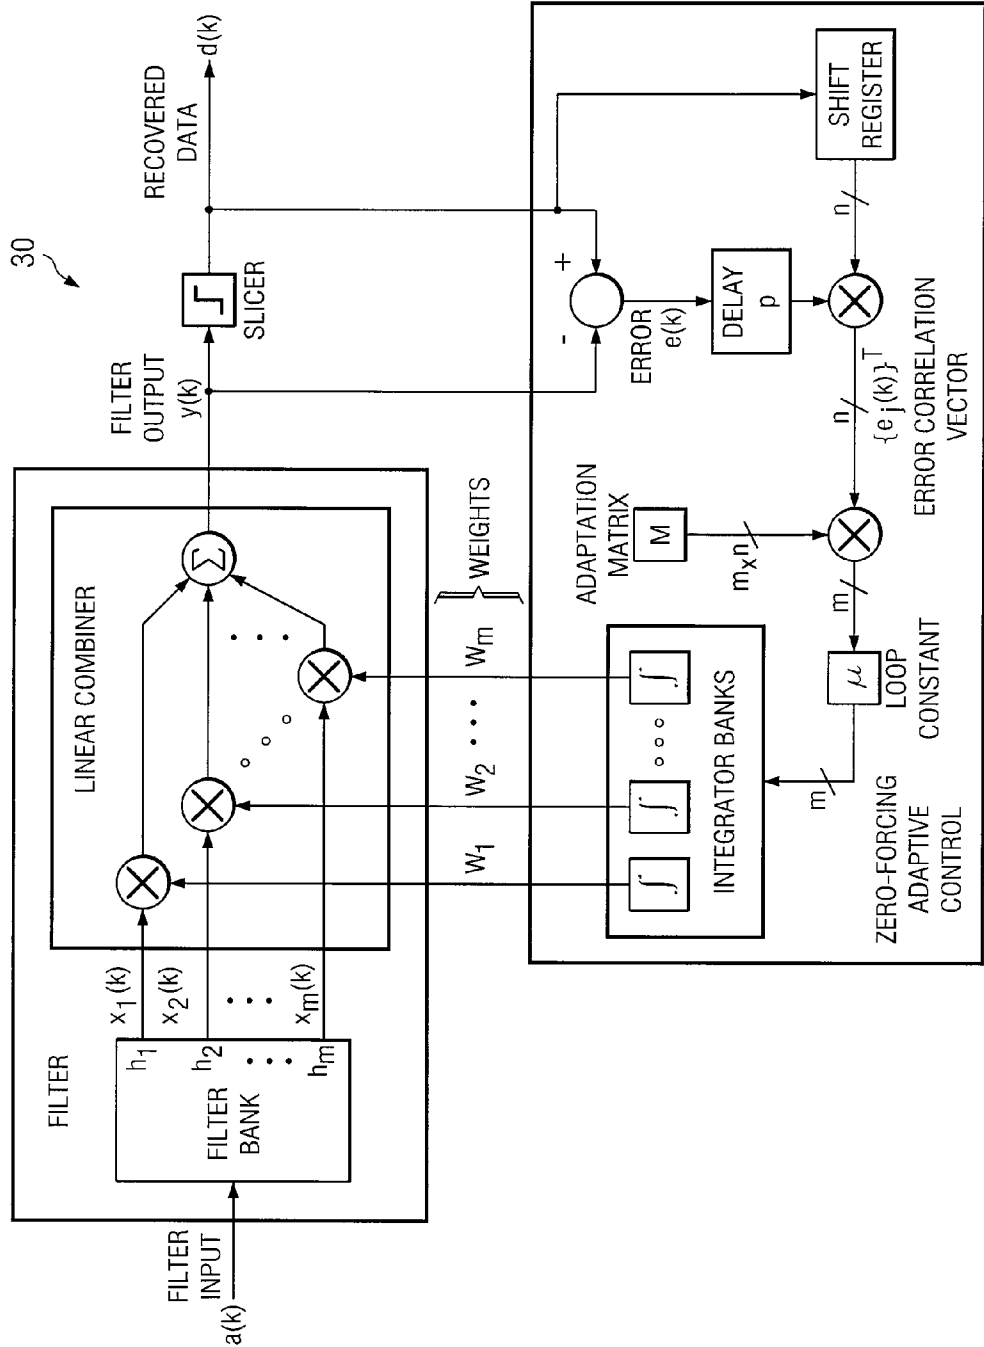 30
FILTER
INPUT
a(k)
FILTER
FILTER
BANK
h1
h2
hm
x1(k)
x2(k)
xm(k)
LINEAR COMBINER
Σ
FILTER
OUTPUT
y(k)
SLICER
RECOVERED
DATA
d(k)
W1
W2
Wm
WEIGHTS
∫
∫
∫
INTEGRATOR BANKS
ADAPTATION
MATRIX
M
m x n
-
+
ERROR
e(k)
DELAY
p
SHIFT
REGISTER
n
n
{ej(k)}T
ERROR CORRELATION
VECTOR
m
μ
LOOP
CONSTANT
m
ZERO-FORCING
ADAPTIVE
CONTROL